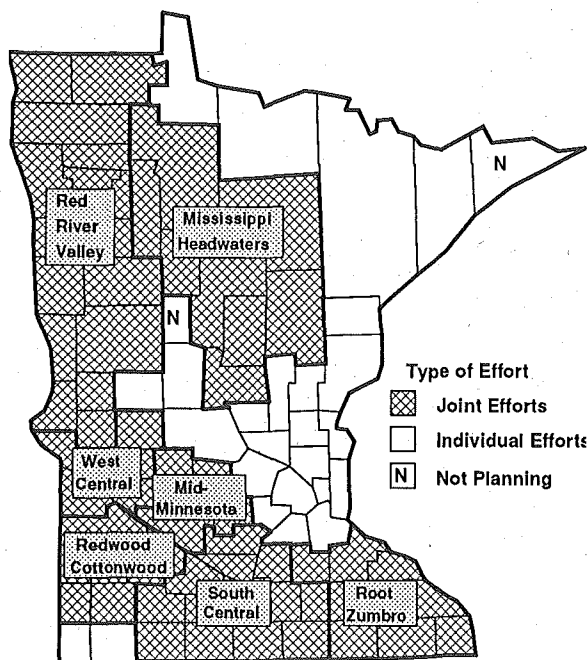 N
Red
River
Valley
Mississippi
Headwaters
N
Type of Effort
Joint Efforts
Individual Efforts
N Not Planning
West
Central
Mid-
Minnesota
Redwood
Cottonwood
South
Central
Root
Zumbro